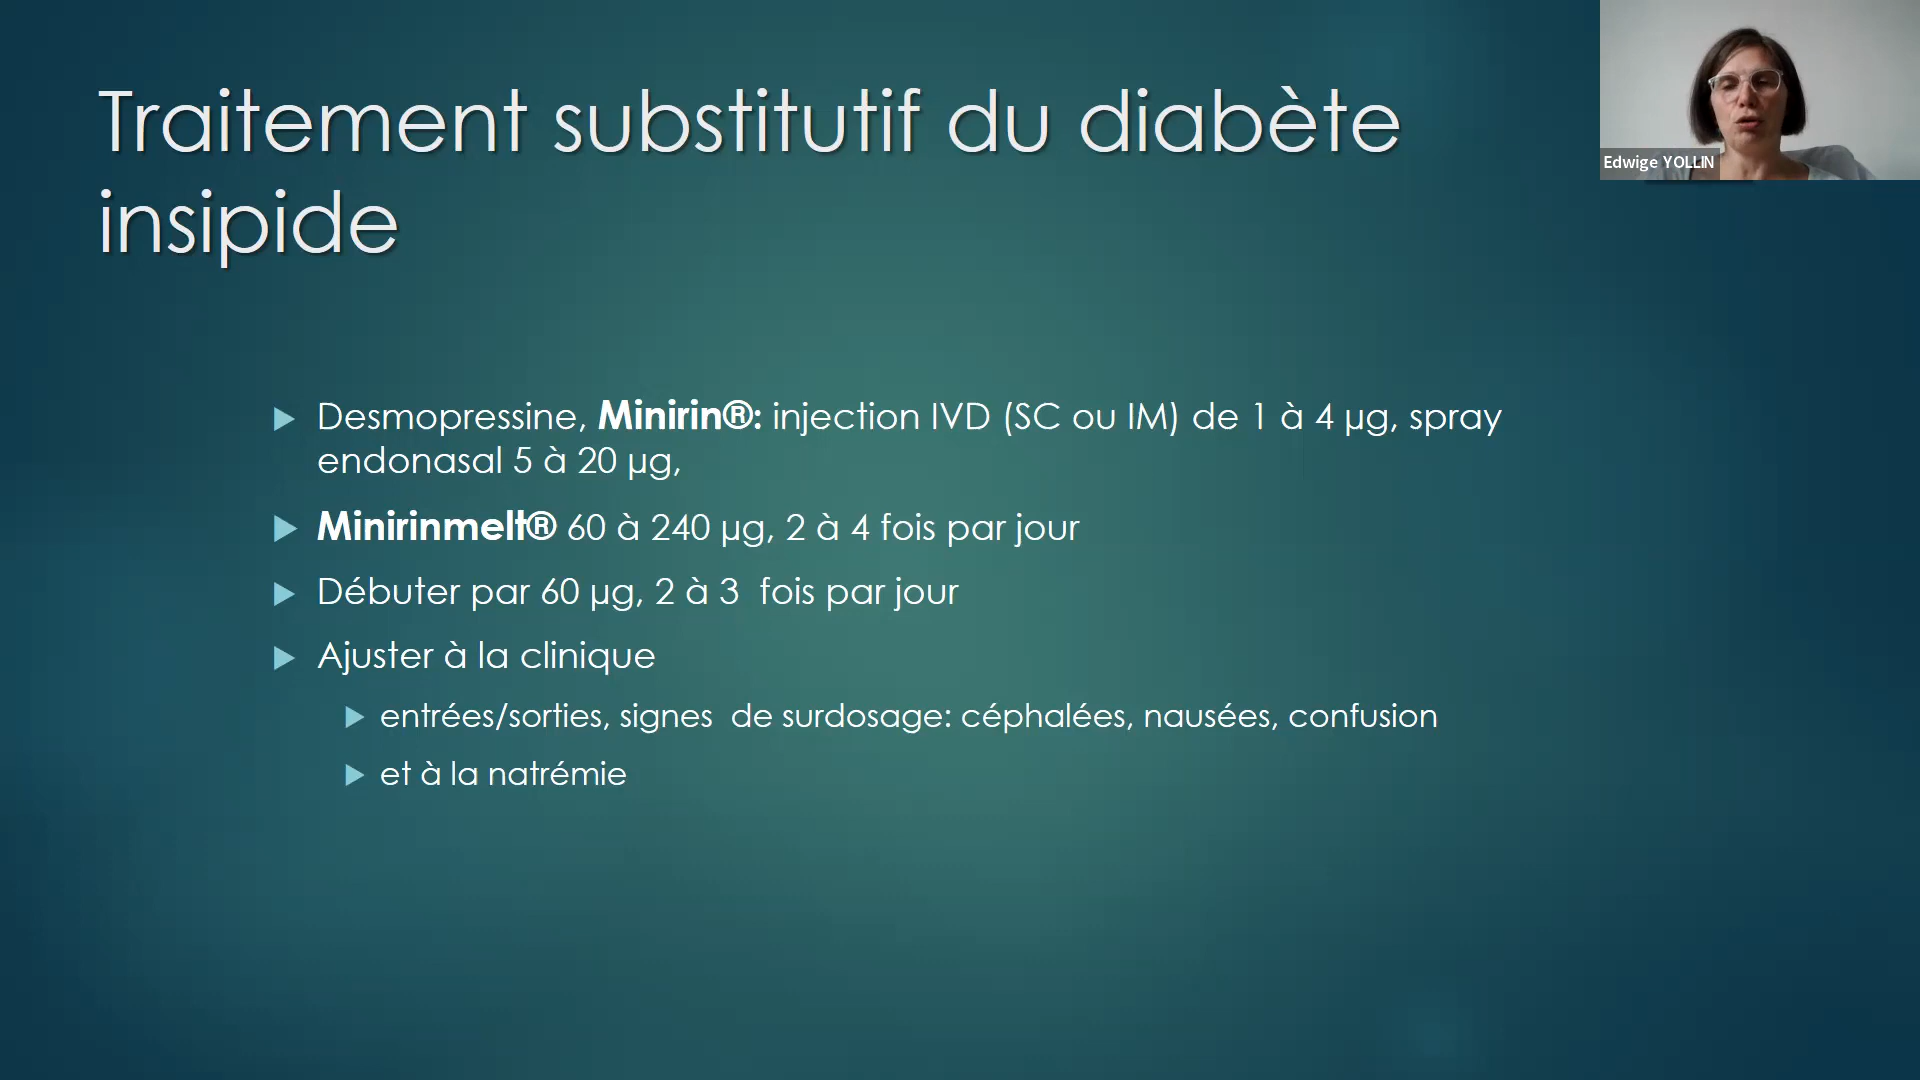 Traitement substitutif du diabète
insipide
Edwige YOLLIN
Desmopressine, Minirin®: injection IVD (SC ou IM) de 1 à 4 µg, spray
endonasal 5 à 20 µg,
Minirinmelt® 60 à 240 µg, 2 à 4 fois par jour
Débuter par 60 µg, 2 à 3  fois par jour
Ajuster à la clinique
entrées/sorties, signes  de surdosage: céphalées, nausées, confusion
et à la natrémie